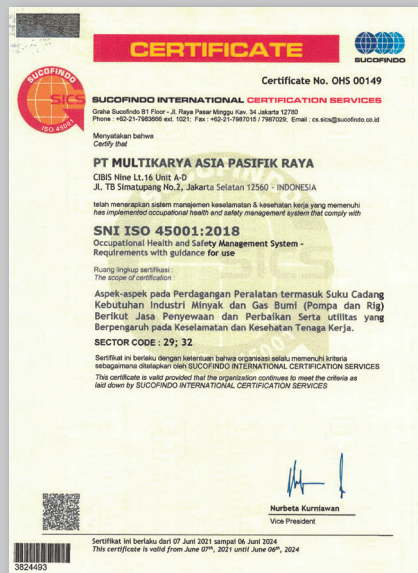 CERTIFICATE
SUCOFINDO
Certificate No. OHS 00149
SUCOFINDO
SICS
ISO 45001
SUCOFINDO INTERNATIONAL CERTIFICATION SERVICES
Graha Sucofindo B1 Floor - Jl. Raya Pasar Minggu Kav. 34 Jakarta 12780
Phone : +62-21-7983666 ext. 1021; Fax : +62-21-7987015 / 7987029; Email : cs.sics@sucofindo.co.id
Menyatakan bahwa
Certify that
PT MULTIKARYA ASIA PASIFIK RAYA
CIBIS Nine Lt.16 Unit A-D
Jl. TB Simatupang No.2, Jakarta Selatan 12560 - INDONESIA
telah menerapkan sistem manajemen keselamatan & kesehatan kerja yang memenuhi
has implemented occupational health and safety management system that comply with
SNI ISO 45001:2018
Occupational Health and Safety Management System -
Requirements with guidance for use
Ruang lingkup sertifikasi :
The scope of certification :
Aspek-aspek pada Perdagangan Peralatan termasuk Suku Cadang
Kebutuhan Industri Minyak dan Gas Bumi (Pompa dan Rig)
Berikut Jasa Penyewaan dan Perbaikan Serta utilitas yang
Berpengaruh pada Keselamatan dan Kesehatan Tenaga Kerja.
SECTOR CODE : 29; 32
Sertifikat ini berlaku dengan ketentuan bahwa organisasi selalu memenuhi kriteria
sebagaimana ditetapkan oleh SUCOFINDO INTERNATIONAL CERTIFICATION SERVICES
This certificate is valid provided that the organization continues to meet the criteria as
laid down by SUCOFINDO INTERNATIONAL CERTIFICATION SERVICES
Nurbeta Kurniawan
Vice President
Sertifikat ini berlaku dari 07 Juni 2021 sampai 06 Juni 2024
This certificate is valid from June 07th, 2021 until June 06th, 2024
3824493